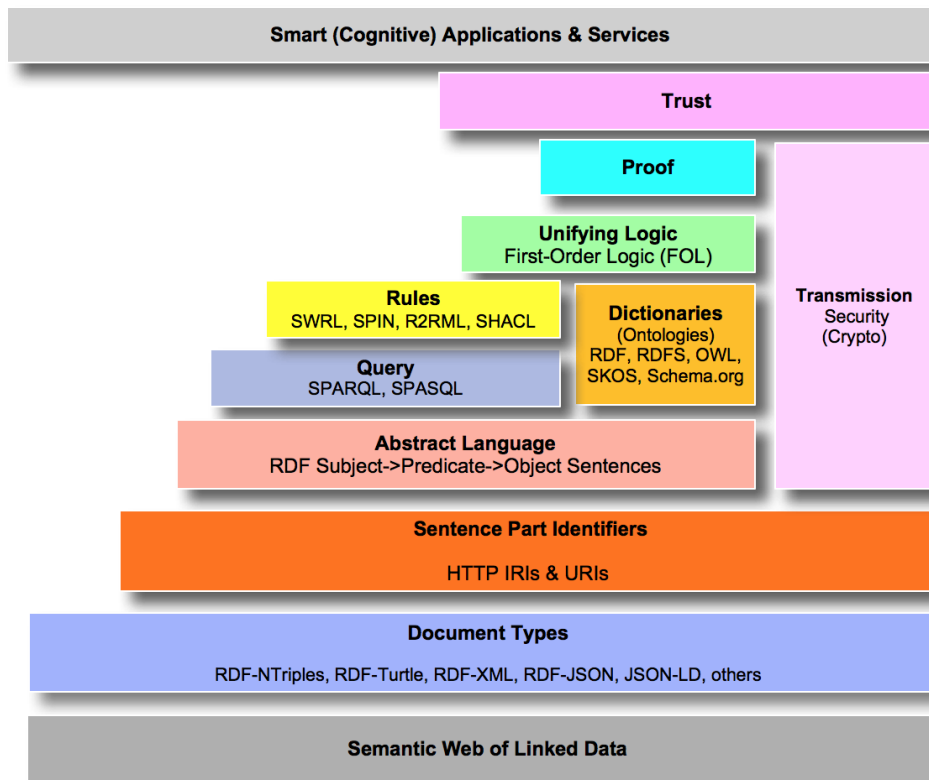 Smart (Cognitive) Applications & Services
Trust
Proof
Unifying Logic
First-Order Logic (FOL)
Rules
SWRL, SPIN, R2RML, SHACL
Dictionaries
(Ontologies)
RDF, RDFS, OWL,
SKOS, Schema.org
Transmission
Security
(Crypto)
Query
SPARQL, SPASQL
Abstract Language
RDF Subject->Predicate->Object Sentences
Sentence Part Identifiers
HTTP IRIs & URIs
Document Types
RDF-NTriples, RDF-Turtle, RDF-XML, RDF-JSON, JSON-LD, others
Semantic Web of Linked Data